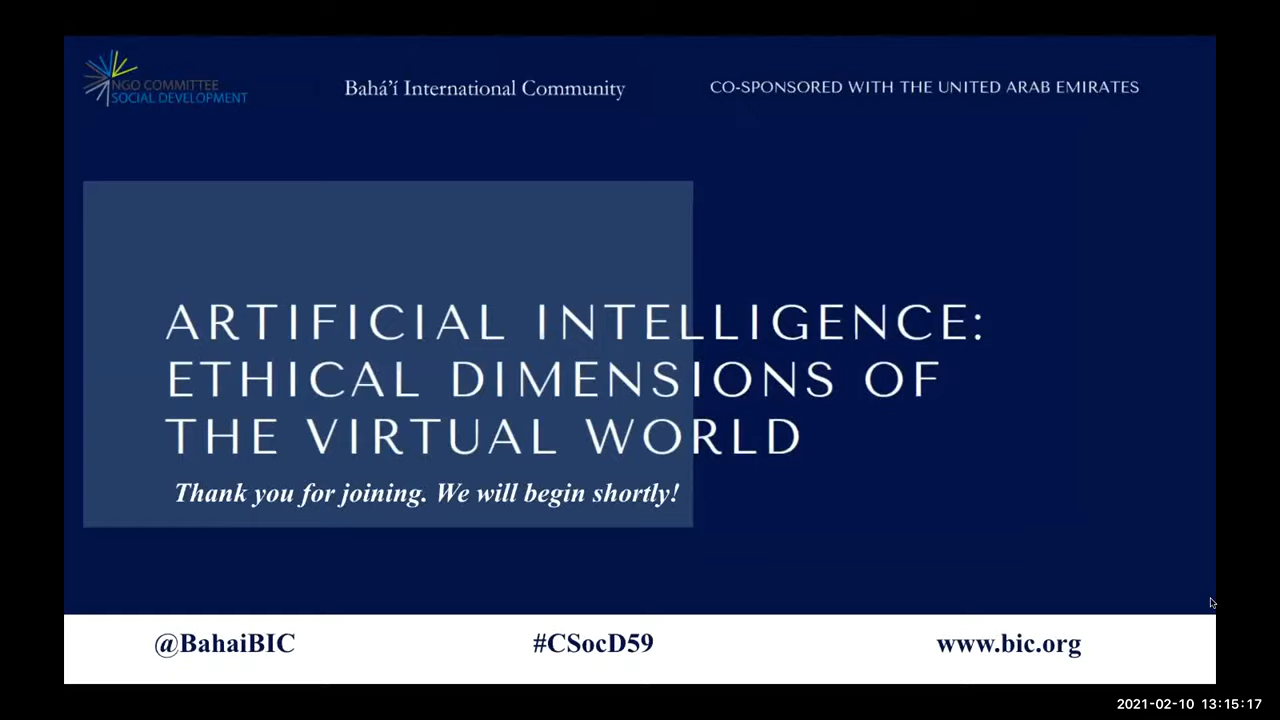 NGO COMMITTEE
SOCIAL DEVELOPMENT
Bahá’í International Community
CO-SPONSORED WITH THE UNITED ARAB EMIRATES
ARTIFICIAL INTELLIGENCE:
ETHICAL DIMENSIONS OF
THE VIRTUAL WORLD
Thank you for joining. We will begin shortly!
@BahaiBIC
#CSocD59
www.bic.org
2021-02-10 13:15:17